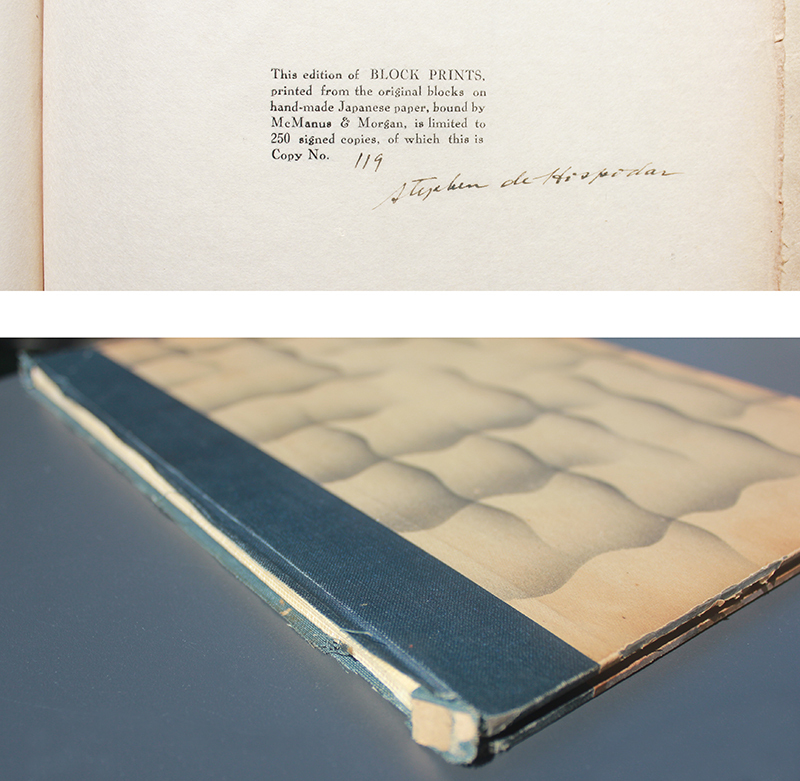 This edition of BLOCK PRINTS,
printed from the original blocks on
hand-made Japanese paper, bound by
McManus & Morgan, is limited to
250 signed copies, of which this is
Copy No. 119
Stephen de Hospodar